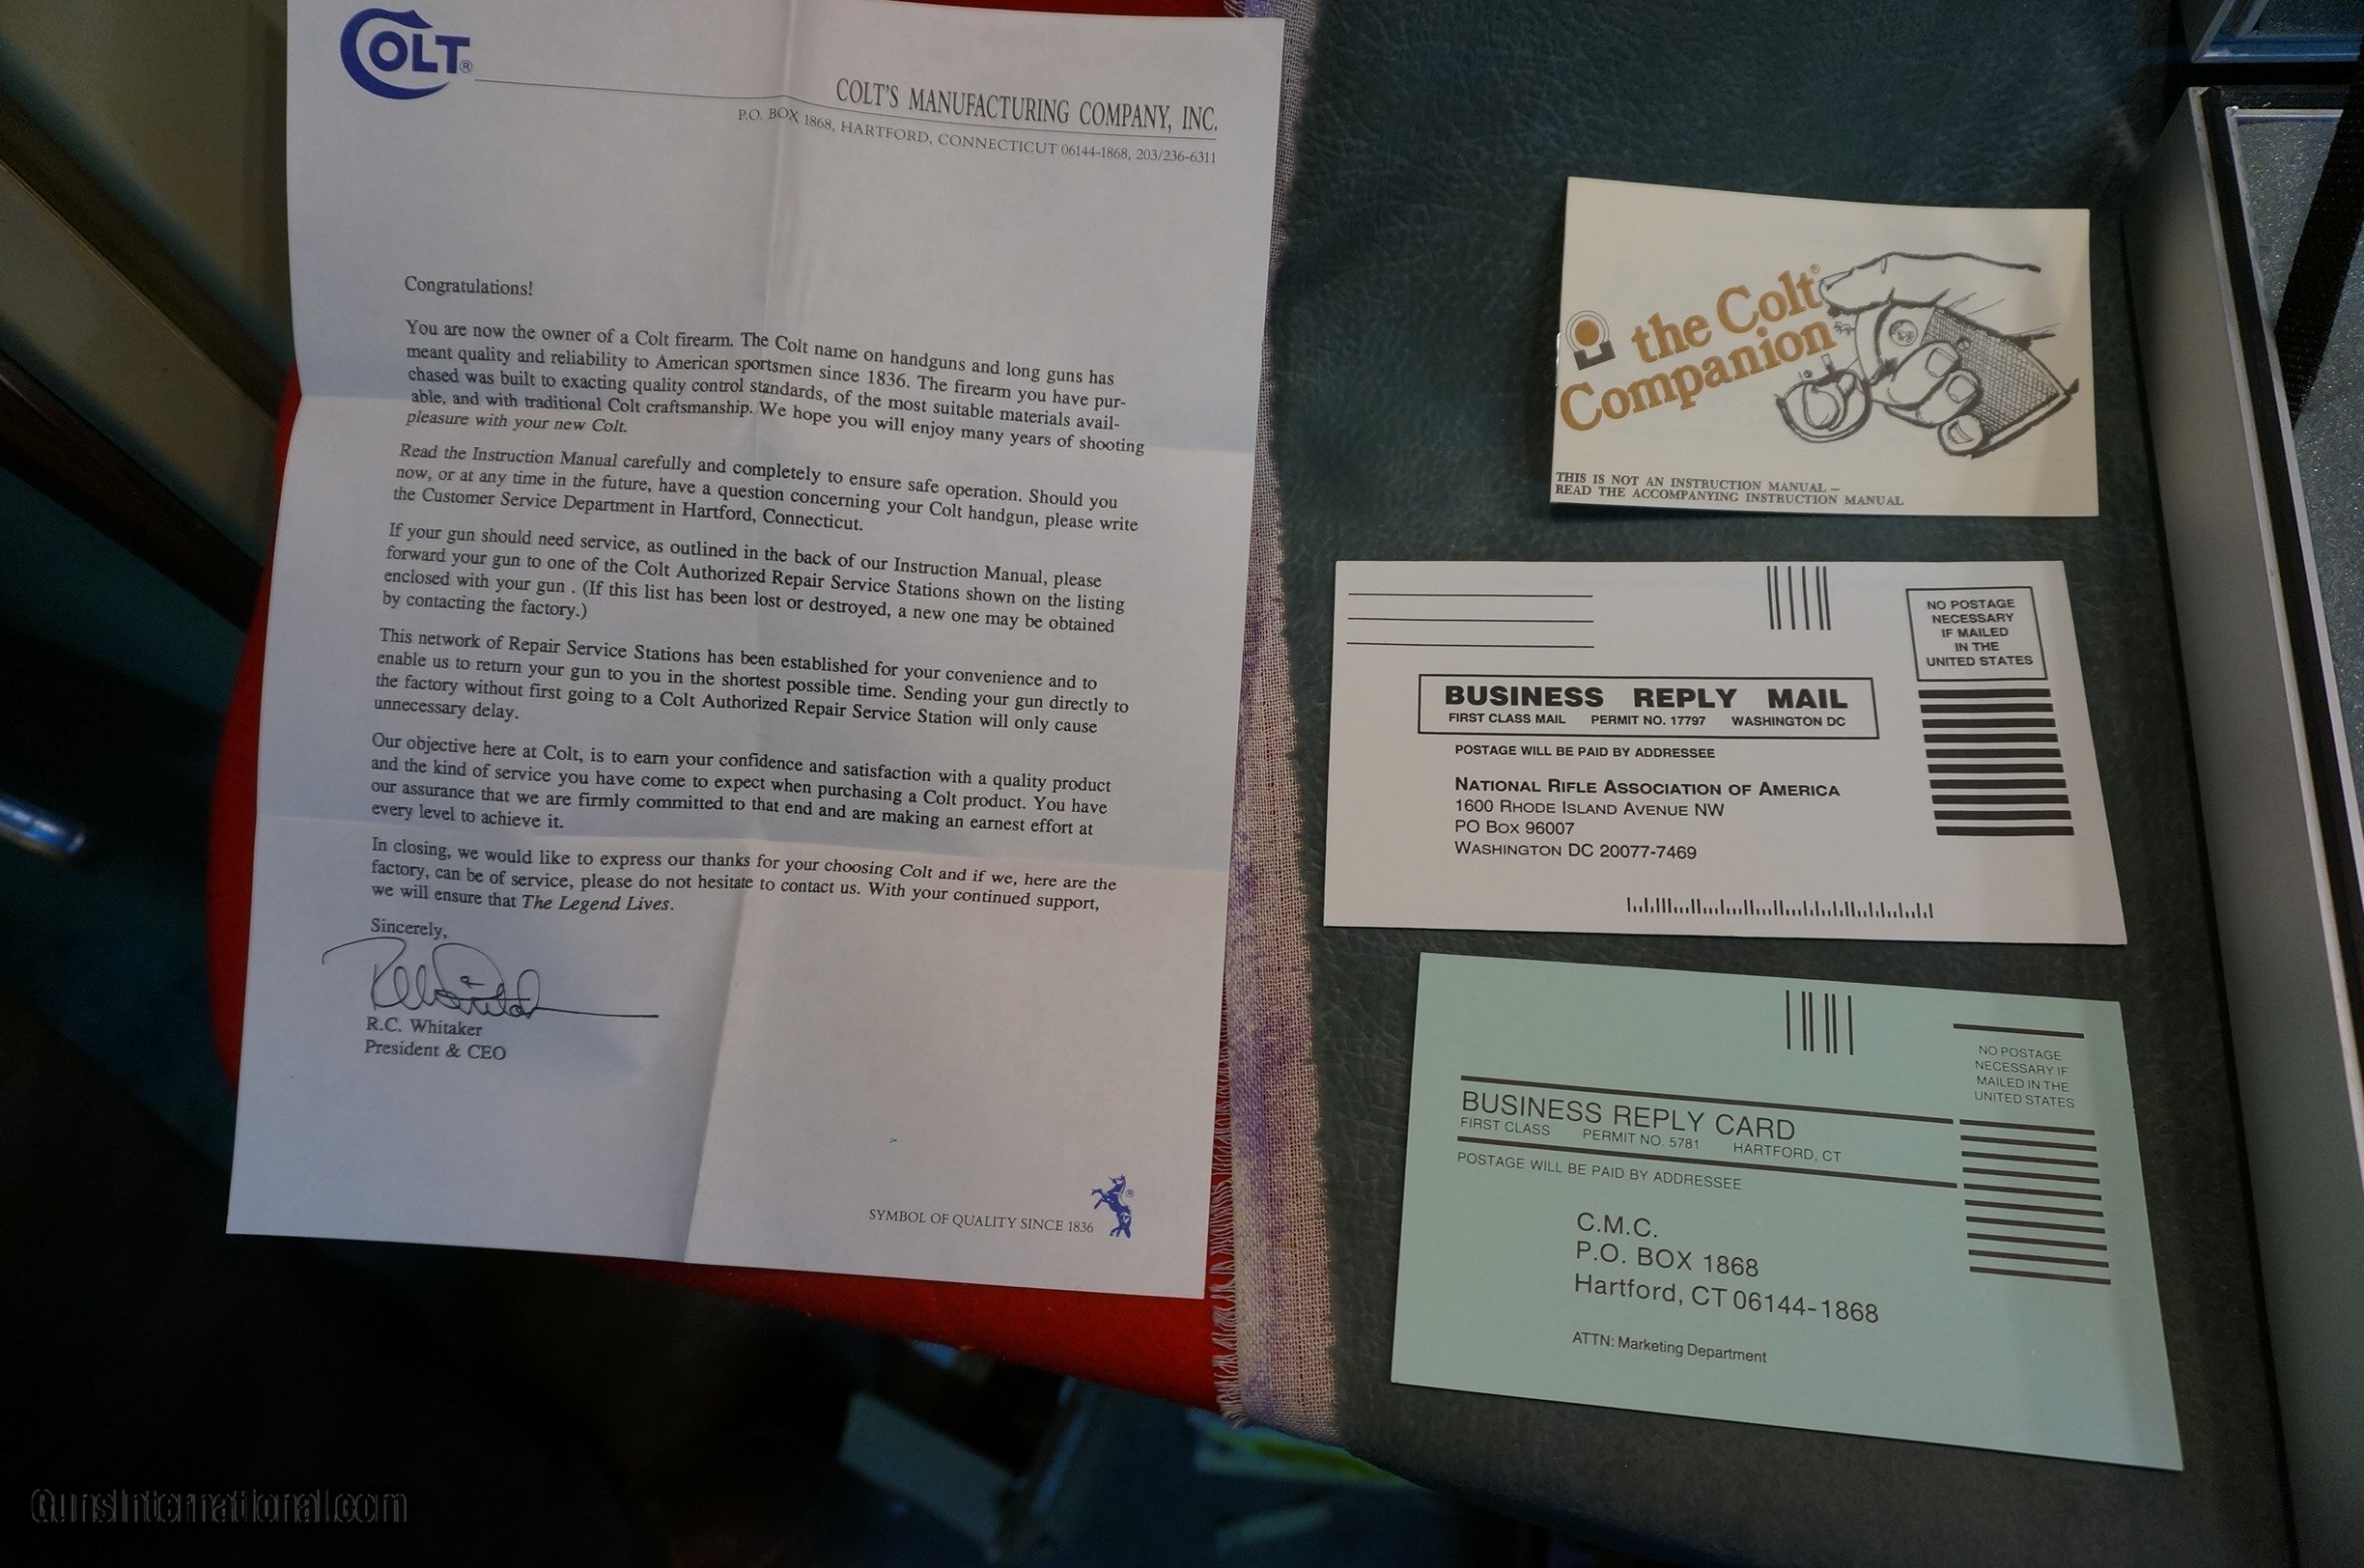 COLT®
COLT'S MANUFACTURING COMPANY, INC.
P.O. BOX 1868, HARTFORD, CONNECTICUT 06144-1868, 203/236-6311
Congratulations!
You are now the owner of a Colt firearm. The Colt name on handguns and long guns has
meant quality and reliability to American sportsmen since 1836. The firearm you have pur-
chased was built to exacting quality control standards, of the most suitable materials avail-
able, and with traditional Colt craftsmanship. We hope you will enjoy many years of shooting
pleasure with your new Colt.
Read the Instruction Manual carefully and completely to ensure safe operation. Should you
now, or at any time in the future, have a question concerning your Colt handgun, please write
the Customer Service Department in Hartford, Connecticut.
If your gun should need service, as outlined in the back of our Instruction Manual, please
forward your gun to one of the Colt Authorized Repair Service Stations shown on the listing
enclosed with your gun . (If this list has been lost or destroyed, a new one may be obtained
by contacting the factory.)
This network of Repair Service Stations has been established for your convenience and to
enable us to return your gun to you in the shortest possible time. Sending your gun directly to
the factory without first going to a Colt Authorized Repair Service Station will only cause
unnecessary delay.
Our objective here at Colt, is to earn your confidence and satisfaction with a quality product
and the kind of service you have come to expect when purchasing a Colt product. You have
our assurance that we are firmly committed to that end and are making an earnest effort at
every level to achieve it.
In closing, we would like to express our thanks for your choosing Colt and if we, here are the
factory, can be of service, please do not hesitate to contact us. With your continued support,
we will ensure that The Legend Lives.
Sincerely,
R.C. Whitaker
President & CEO
SYMBOL OF QUALITY SINCE 1836 ®
the Colt®
Companion
THIS IS NOT AN INSTRUCTION MANUAL –
READ THE ACCOMPANYING INSTRUCTION MANUAL
NO POSTAGE
NECESSARY
IF MAILED
IN THE
UNITED STATES
BUSINESS REPLY MAIL
FIRST CLASS MAIL PERMIT NO. 17797 WASHINGTON DC
POSTAGE WILL BE PAID BY ADDRESSEE
NATIONAL RIFLE ASSOCIATION OF AMERICA
1600 RHODE ISLAND AVENUE NW
PO BOX 96007
WASHINGTON DC 20077-7469
NO POSTAGE
NECESSARY IF
MAILED IN THE
UNITED STATES
BUSINESS REPLY CARD
FIRST CLASS PERMIT NO. 5781 HARTFORD, CT
POSTAGE WILL BE PAID BY ADDRESSEE
C.M.C.
P.O. BOX 1868
Hartford, CT 06144-1868
ATTN: Marketing Department
GunsInternational.com